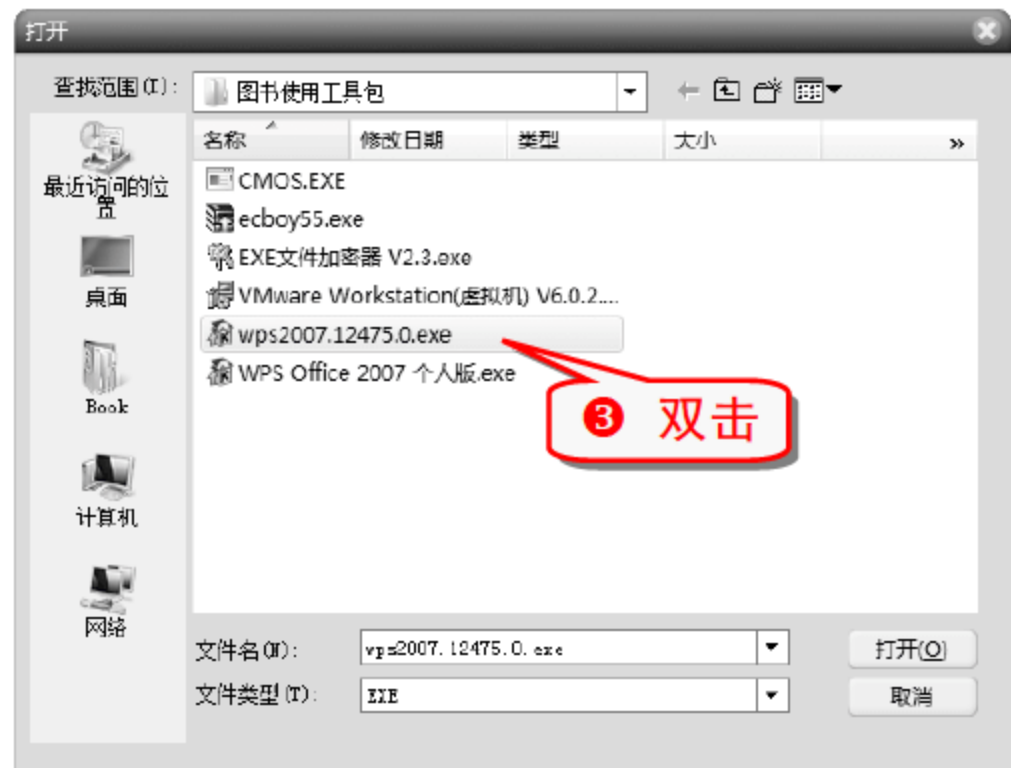 打开
查找范围(I):
图书使用工具包
名称
修改日期
类型
大小
»
最近访问的位
置
桌面
Book
计算机
网络
CMOS.EXE
ecboy55.exe
EXE文件加密器 V2.3.exe
VMware Workstation(虚拟机) V6.0.2....
wps2007.12475.0.exe
WPS Office 2007 个人版.exe
❸ 双击
文件名(N):
wps2007.12475.0.exe
打开(O)
文件类型(T):
EXE
取消